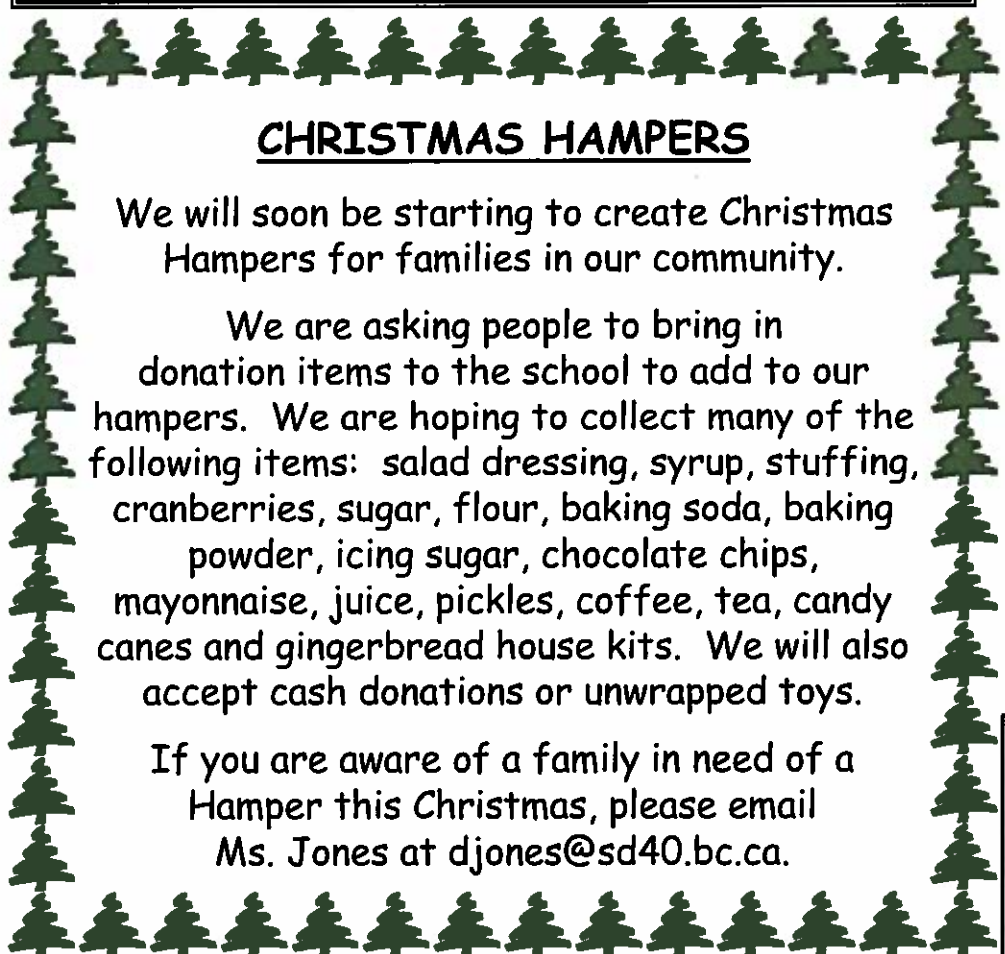 CHRISTMAS HAMPERS
We will soon be starting to create Christmas
Hampers for families in our community.
We are asking people to bring in
donation items to the school to add to our
hampers.  We are hoping to collect many of the
following items:  salad dressing, syrup, stuffing,
cranberries, sugar, flour, baking soda, baking
powder, icing sugar, chocolate chips,
mayonnaise, juice, pickles, coffee, tea, candy
canes and gingerbread house kits.  We will also
accept cash donations or unwrapped toys.
If you are aware of a family in need of a
Hamper this Christmas, please email
Ms. Jones at djones@sd40.bc.ca.